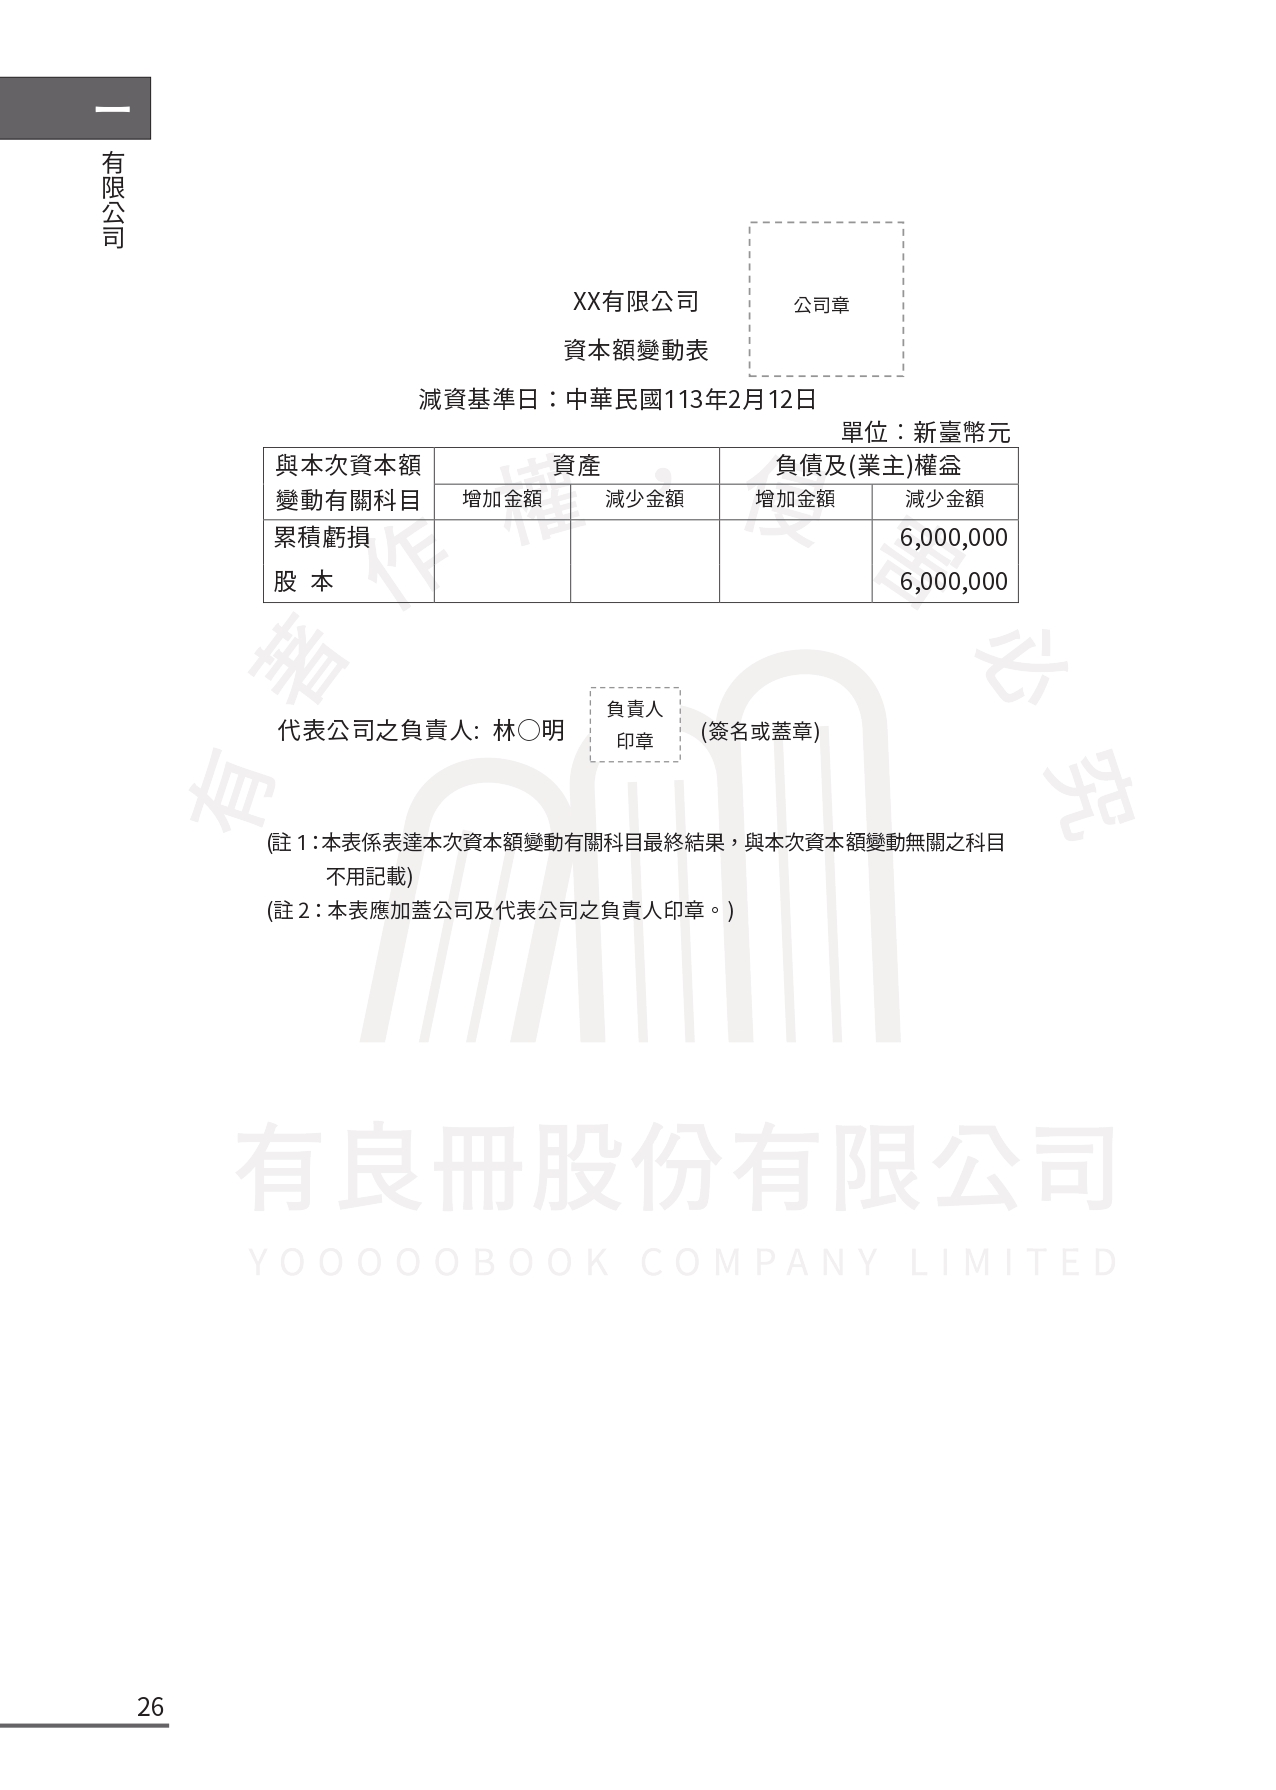 一
有限公司
XX有限公司
公司章
資本額變動表
減資基準日：中華民國113年2月12日
單位：新臺幣元
與本次資本額 資產 負債及(業主)權益
變動有關科目 增加金額 減少金額 增加金額 減少金額
累積虧損 6,000,000
股 本 6,000,000
代表公司之負責人: 林○明 負責人 (簽名或蓋章)
印章
(註 1：本表係表達本次資本額變動有關科目最終結果，與本次資本額變動無關之科目
不用記載)
(註 2：本表應加蓋公司及代表公司之負責人印章。)
有著作權，侵害必究
有良冊股份有限公司
YOOOOOBOOK COMPANY LIMITED
26